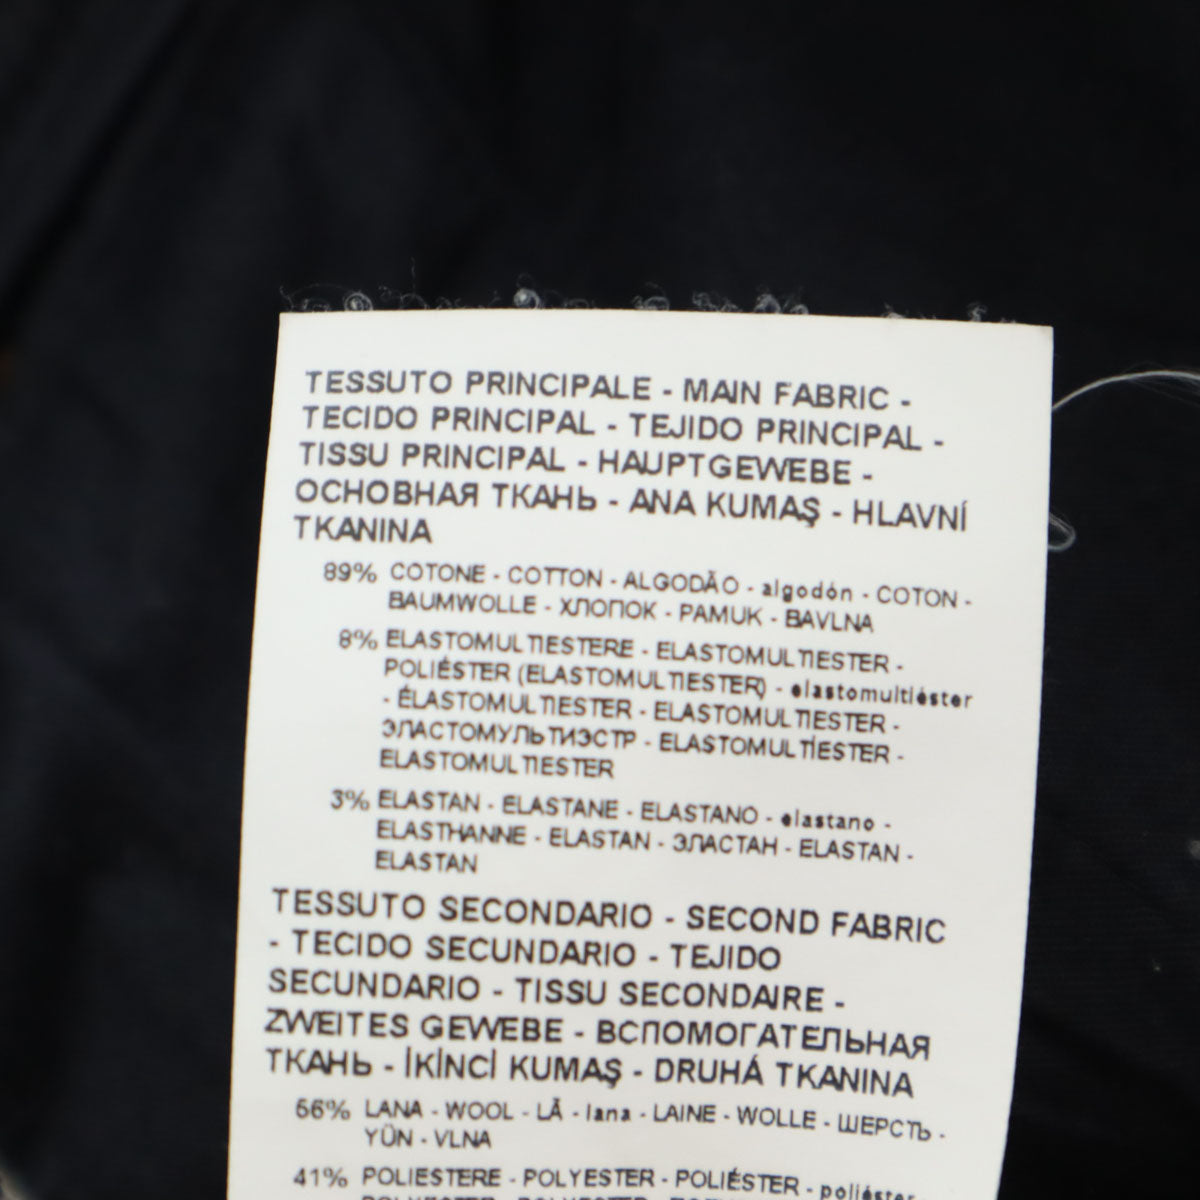 TESSUTO PRINCIPALE - MAIN FABRIC -
TECIDO PRINCIPAL - TEJIDO PRINCIPAL -
TISSU PRINCIPAL - HAUPTGEWEBE -
ОСНОВНАЯ ТКАНЬ - ANA KUMAŞ - HLAVNÍ
TKANINA
89% COTONE - COTTON - ALGODÃO - algodón - COTON -
BAUMWOLLE - ХЛОПОК - PAMUK - BAVLNA
8% ELASTOMULTIESTERE - ELASTOMULTIESTER -
POLIÉSTER (ELASTOMULTIESTER) - elastomultiéster
- ÉLASTOMULTIESTER - ELASTOMULTIESTER -
ЭЛАСТОМУЛЬТИЭСТР - ELASTOMULTİESTER -
ELASTOMULTIESTER
3% ELASTAN - ELASTANE - ELASTANO - elastano -
ELASTHANNE - ELASTAN - ЭЛАСТАН - ELASTAN -
ELASTAN
TESSUTO SECONDARIO - SECOND FABRIC
- TECIDO SECUNDARIO - TEJIDO
SECUNDARIO - TISSU SECONDAIRE -
ZWEITES GEWEBE - ВСПОМОГАТЕЛЬНАЯ
ТКАНЬ - İKİNCİ KUMAŞ - DRUHÁ TKANINA
56% LANA - WOOL - LÃ - lana - LAINE - WOLLE - ШЕРСТЬ -
YÜN - VLNA
41% POLIESTERE - POLYESTER - POLIÉSTER - poliéster